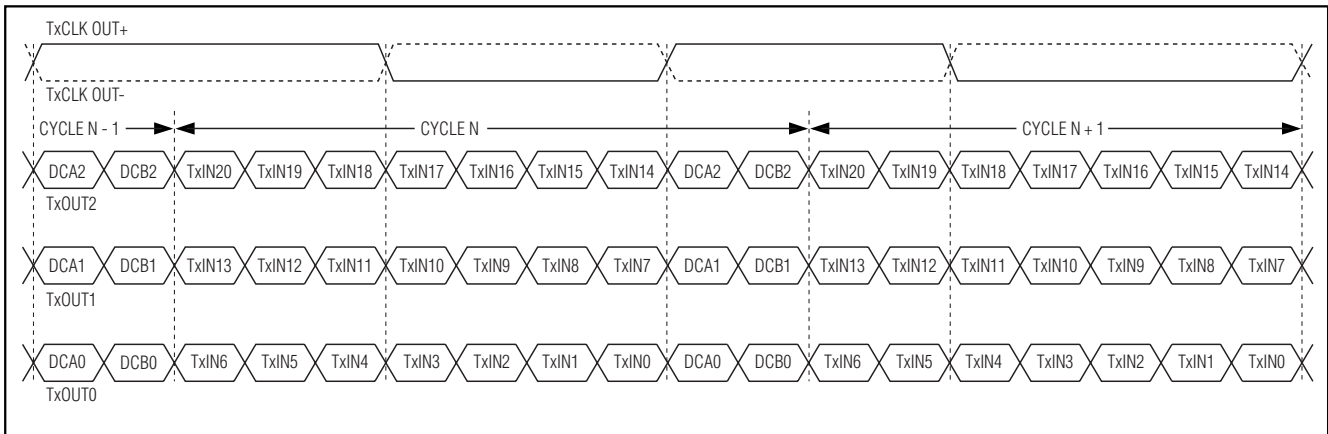 TxCLK OUT+
TxCLK OUT-
CYCLE N - 1
CYCLE N
CYCLE N + 1
DCA2 DCB2 TxIN20 TxIN19 TxIN18 TxIN17 TxIN16 TxIN15 TxIN14 DCA2 DCB2 TxIN20 TxIN19 TxIN18 TxIN17 TxIN16 TxIN15 TxIN14
TxOUT2
DCA1 DCB1 TxIN13 TxIN12 TxIN11 TxIN10 TxIN9 TxIN8 TxIN7 DCA1 DCB1 TxIN13 TxIN12 TxIN11 TxIN10 TxIN9 TxIN8 TxIN7
TxOUT1
DCA0 DCB0 TxIN6 TxIN5 TxIN4 TxIN3 TxIN2 TxIN1 TxIN0 DCA0 DCB0 TxIN6 TxIN5 TxIN4 TxIN3 TxIN2 TxIN1 TxIN0
TxOUT0